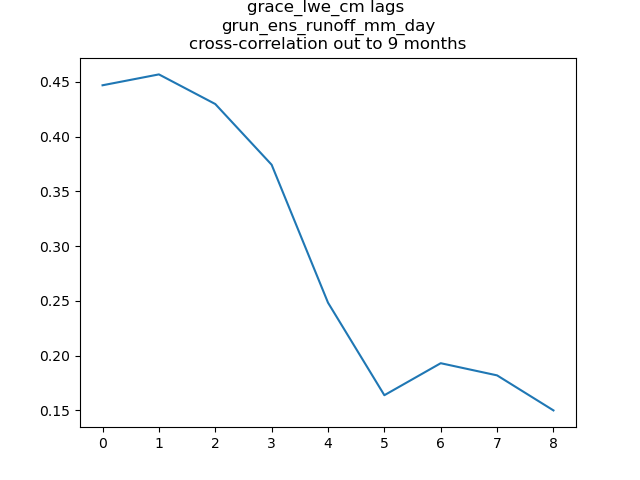 grace_lwe_cm lags
grun_ens_runoff_mm_day
cross-correlation out to 9 months
0.45
0.40
0.35
0.30
0.25
0.20
0.15
0 1 2 3 4 5 6 7 8